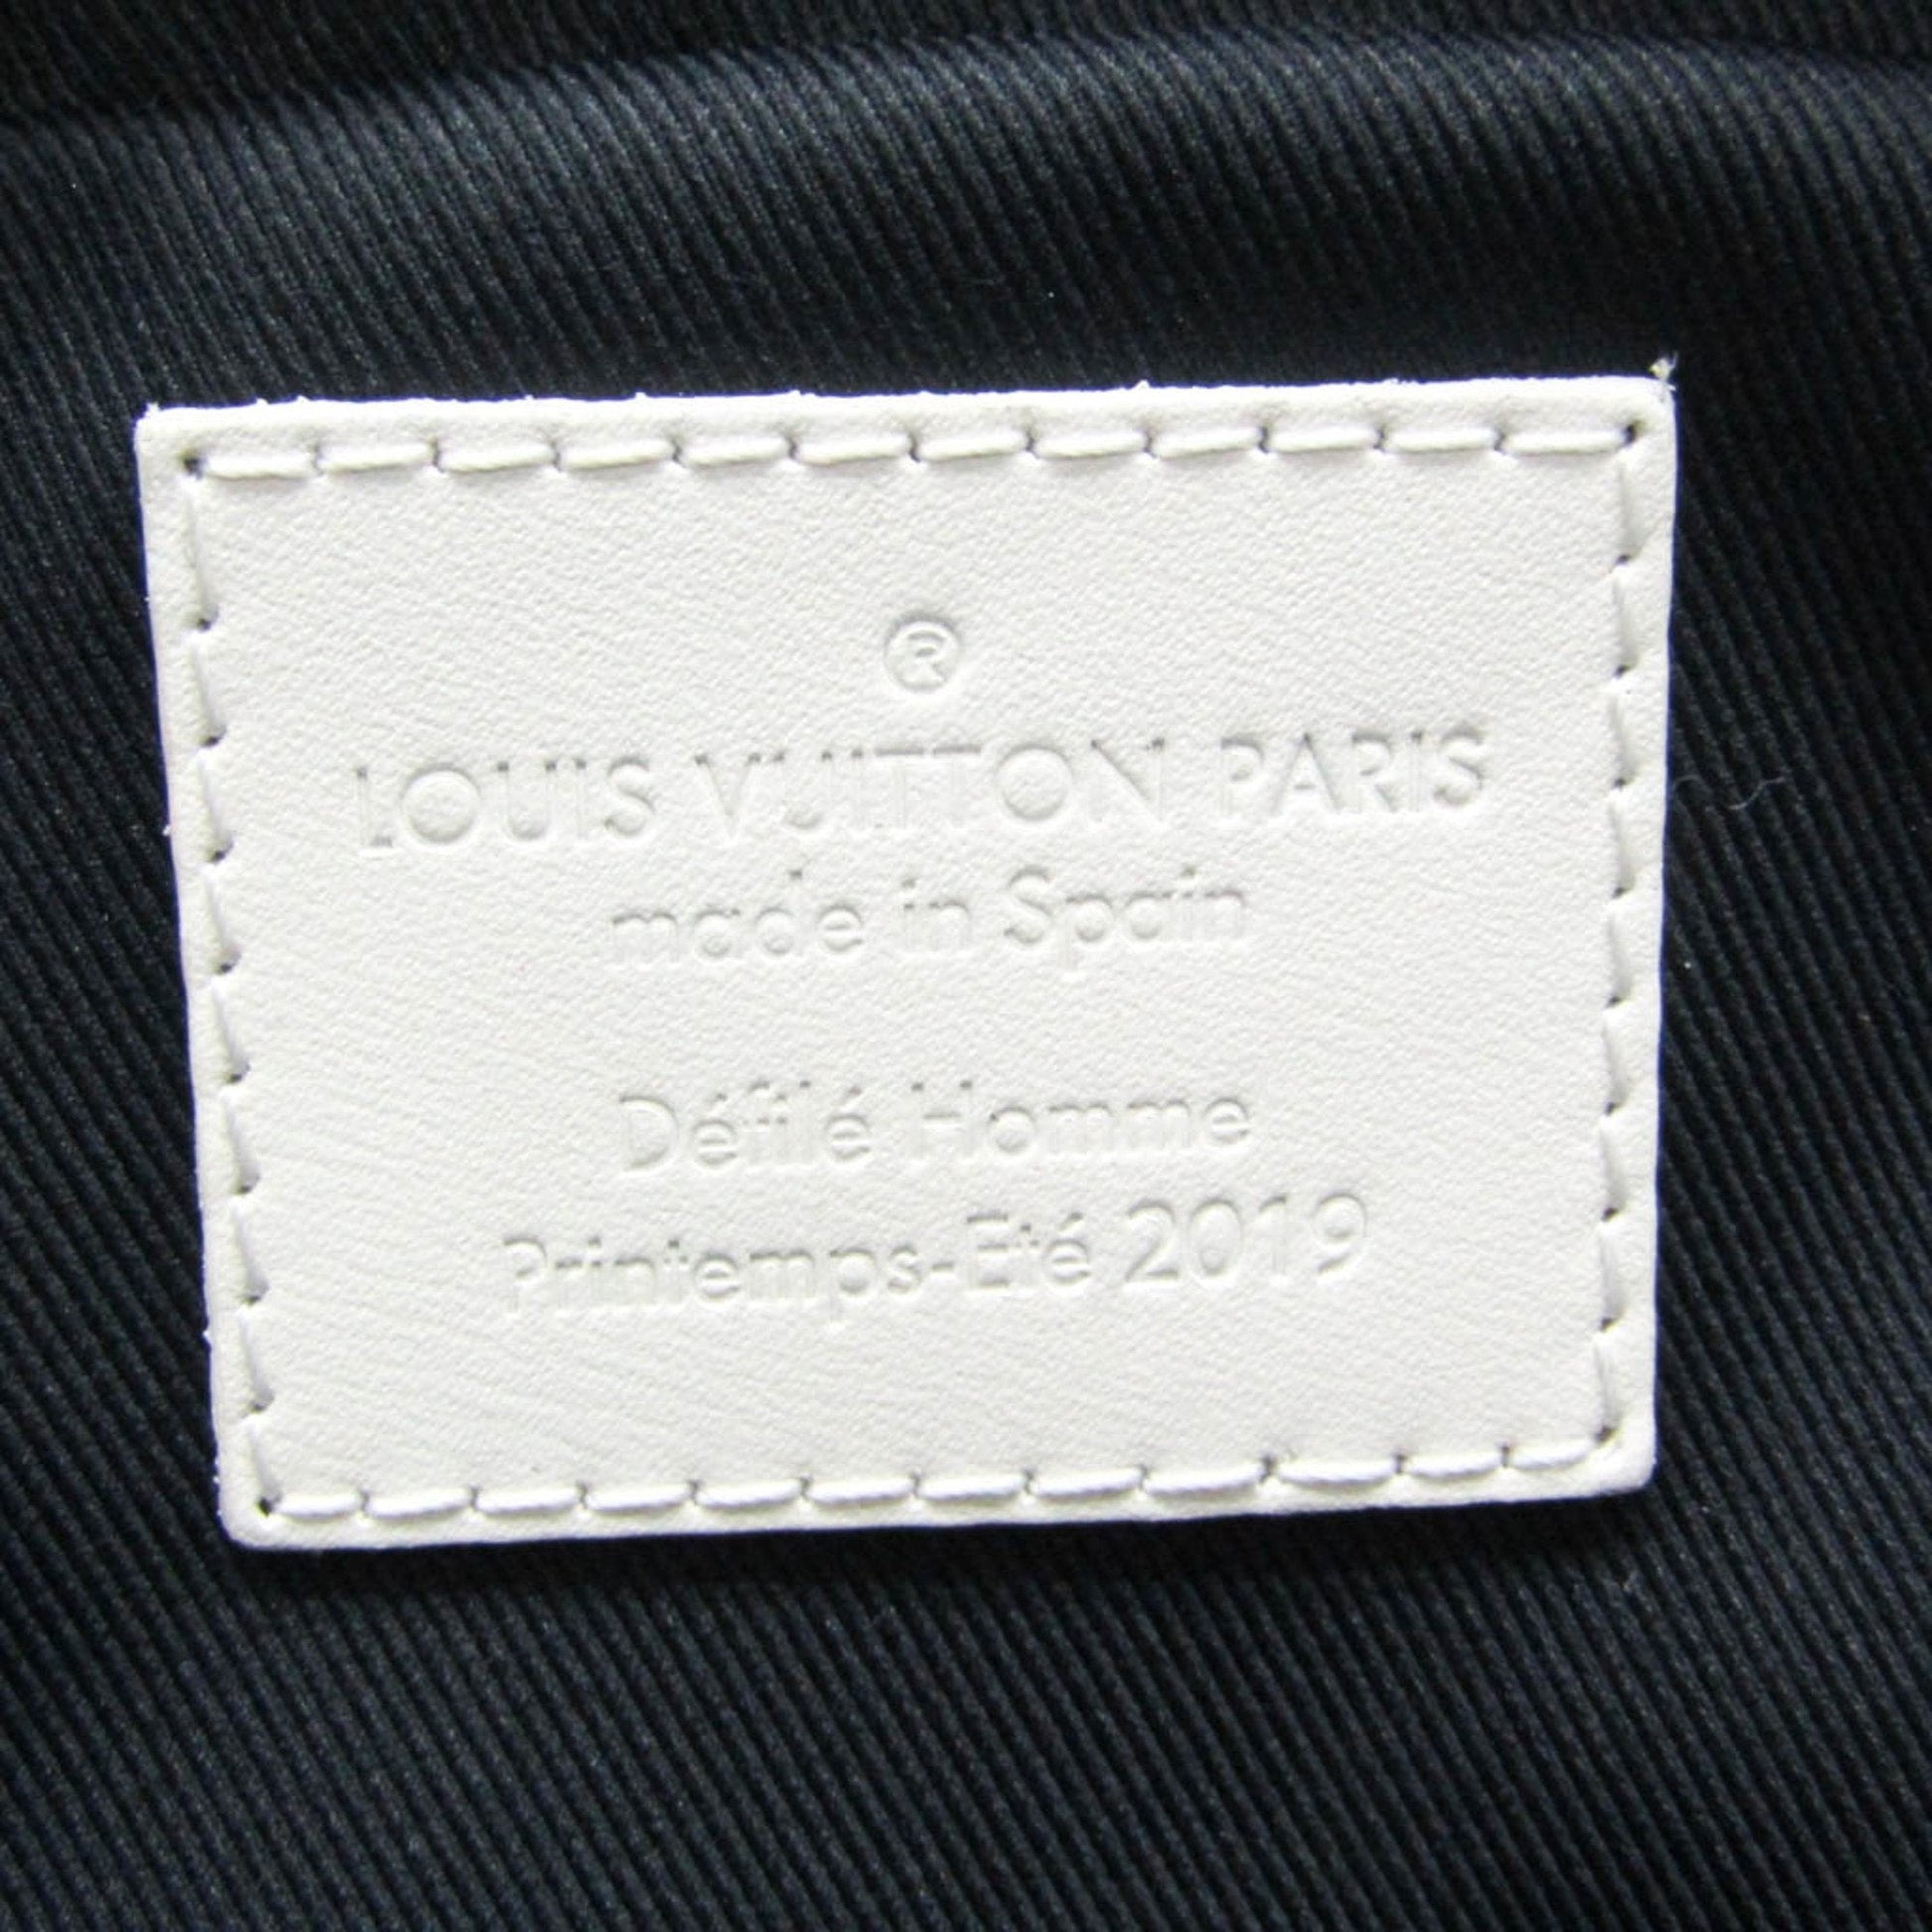 ®
LOUIS VUITTON PARIS
made in Spain
Défilé Homme
Printemps-Eté 2019